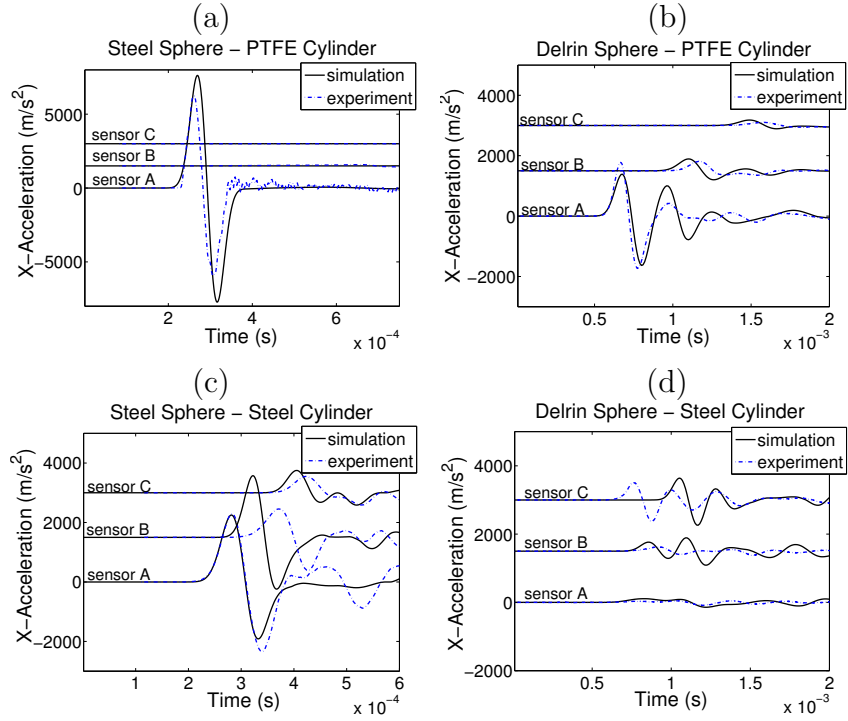 (a)
Steel Sphere − PTFE Cylinder
simulation
experiment
X−Acceleration (m/s²)
5000
0
−5000
sensor C
sensor B
sensor A
2
4
6
x 10⁻⁴
Time (s)
(b)
Delrin Sphere − PTFE Cylinder
simulation
experiment
X−Acceleration (m/s²)
4000
2000
0
−2000
sensor C
sensor B
sensor A
0.5
1
1.5
2
x 10⁻³
Time (s)
(c)
Steel Sphere − Steel Cylinder
simulation
experiment
X−Acceleration (m/s²)
4000
2000
0
−2000
sensor C
sensor B
sensor A
1
2
3
4
5
6
x 10⁻⁴
Time (s)
(d)
Delrin Sphere − Steel Cylinder
simulation
experiment
X−Acceleration (m/s²)
4000
2000
0
−2000
sensor C
sensor B
sensor A
0.5
1
1.5
2
x 10⁻³
Time (s)